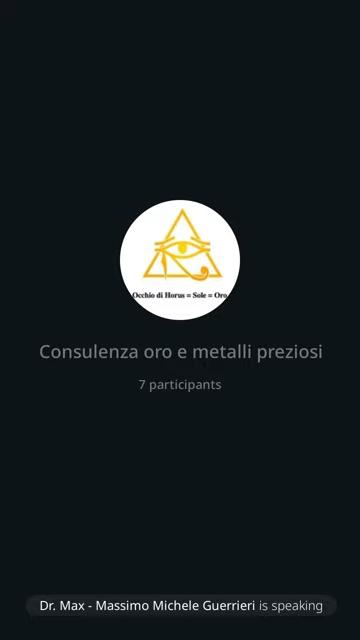 Occhio di Horus = Sole = Oro
Consulenza oro e metalli preziosi
7 participants
Dr. Max - Massimo Michele Guerrieri is speaking